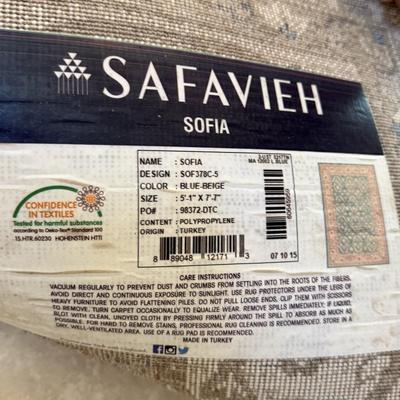 SAFAVIEH
SOFIA
NAME : SOFIA
DESIGN : SOF378C-5
COLOR : BLUE-BEIGE
SIZE : 5'-1" X 7'-7"
PO# : 98372-DTC
: POLYPROPYLENE
ORIGIN : TURKEY
8 89048 12171 3
07 10 15
CONFIDENCE
IN TEXTILES
Tested for harmful substances
according to Oeko-Tex Standard 100
15.HTR.60230 HOHENSTEIN HTTI
CARE INSTRUCTIONS
VACUUM REGULARLY TO PREVENT DUST AND CRUMBS FROM SETTLING INTO THE ROOTS OF THE FIBERS.
AVOID DIRECT AND CONTINUOUS EXPOSURE TO SUNLIGHT. USE RUG PROTECTORS UNDER THE LEGS OF
HEAVY FURNITURE TO AVOID FLATTENING PILES. DO NOT PULL LOOSE ENDS, CLIP THEM WITH SCISSORS
TO REMOVE. TURN CARPET OCCASIONALLY TO EQUALIZE WEAR. REMOVE SPILLS IMMEDIATELY; IF LIQUID,
BLOT WITH CLEAN, UNDYED CLOTH BY PRESSING FIRMLY AROUND THE SPILL TO ABSORB AS MUCH AS
POSSIBLE. FOR HARD TO REMOVE STAINS, PROFESSIONAL RUG CLEANING IS RECOMMENDED. STORE IN A
DRY, WELL-VENTILATED AREA. USE OF A RUG PAD IS RECOMMENDED.
MADE IN TURKEY